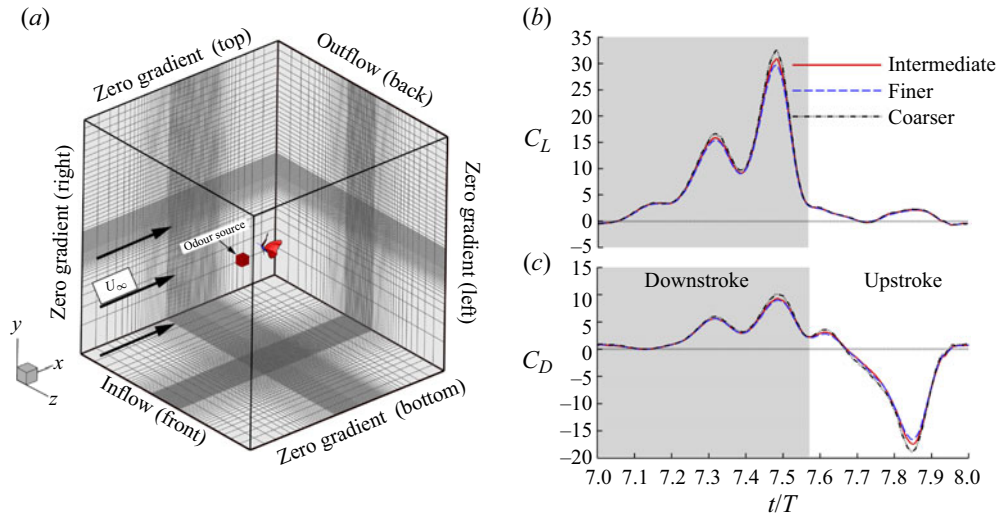 (a)
Zero gradient (top)
Outflow (back)
Zero gradient (right)
Zero gradient (left)
Odour source
U∞
Inflow (front)
Zero gradient (bottom)
y
x
z
(b)
35
30
25
20
15
10
5
0
–5
C_L
Intermediate
Finer
Coarser
(c)
Downstroke
Upstroke
15
10
5
0
–5
–10
–15
–20
C_D
7.0 7.1 7.2 7.3 7.4 7.5 7.6 7.7 7.8 7.9 8.0
t/T